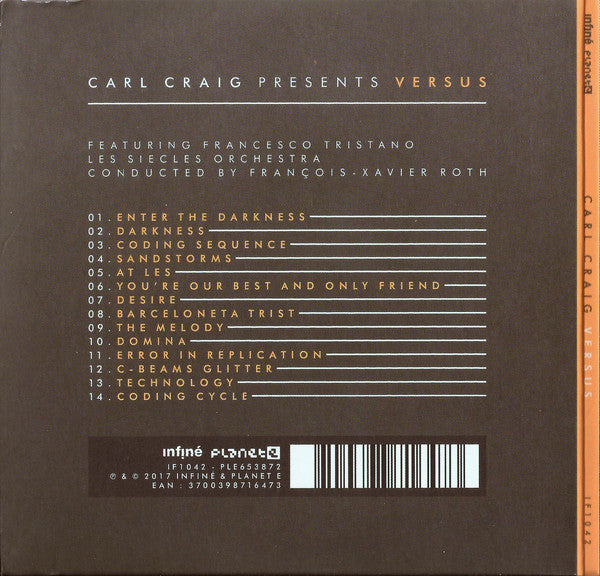 CARL CRAIG PRESENTS VERSUS
FEATURING FRANCESCO TRISTANO
LES SIECLES ORCHESTRA
CONDUCTED BY FRANÇOIS-XAVIER ROTH
01. ENTER THE DARKNESS
02. DARKNESS
03. CODING SEQUENCE
04. SANDSTORMS
05. AT LES
06. YOU'RE OUR BEST AND ONLY FRIEND
07. DESIRE
08. BARCELONETA TRIST
09. THE MELODY
10. DOMINA
11. ERROR IN REPLICATION
12. C-BEAMS GLITTER
13. TECHNOLOGY
14. CODING CYCLE
infiné planet e
IF1042 - PLE653872
℗ & © 2017 INFINÉ & PLANET E
EAN : 3700398716473
infiné planet e
CARL CRAIG VERSUS
IF1042